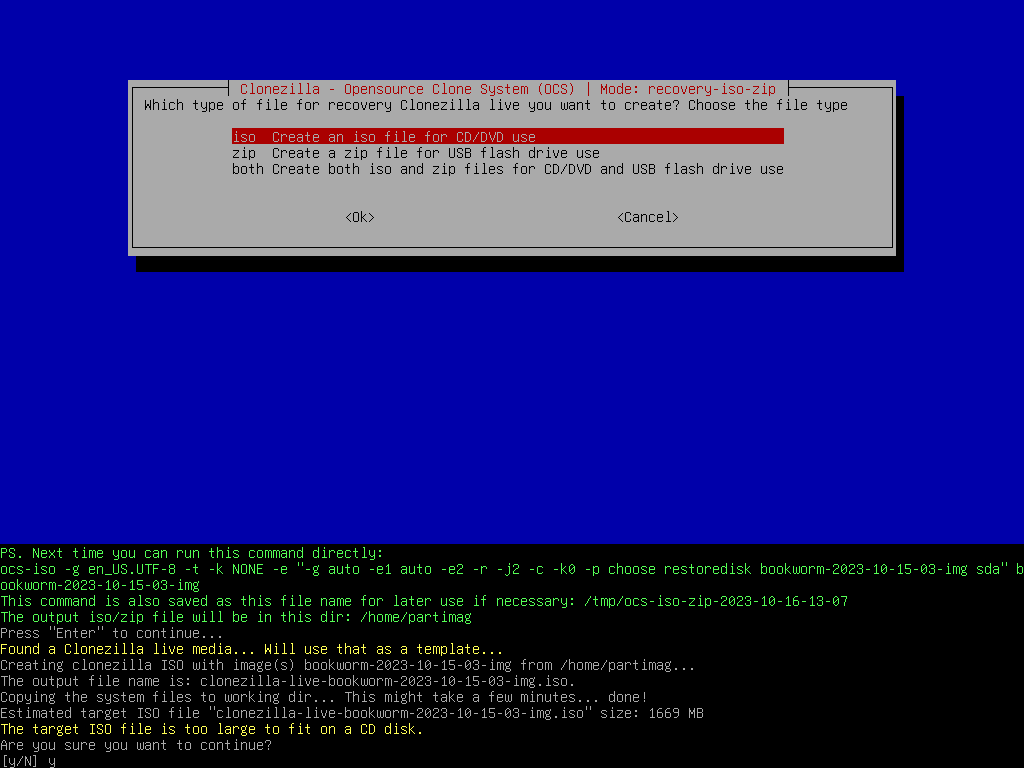 Clonezilla - Opensource Clone System (OCS) | Mode: recovery-iso-zip
Which type of file for recovery Clonezilla live you want to create? Choose the file type
iso  Create an iso file for CD/DVD use
zip  Create a zip file for USB flash drive use
both Create both iso and zip files for CD/DVD and USB flash drive use
<Ok> <Cancel>
PS. Next time you can run this command directly:
ocs-iso -g en_US.UTF-8 -t -k NONE -e "-g auto -e1 auto -e2 -r -j2 -c -k0 -p choose restoredisk bookworm-2023-10-15-03-img sda" b
ookworm-2023-10-15-03-img
This command is also saved as this file name for later use if necessary: /tmp/ocs-iso-zip-2023-10-16-13-07
The output iso/zip file will be in this dir: /home/partimag
Press "Enter" to continue...
Found a Clonezilla live media... Will use that as a template...
Creating clonezilla ISO with image(s) bookworm-2023-10-15-03-img from /home/partimag...
The output file name is: clonezilla-live-bookworm-2023-10-15-03-img.iso.
Copying the system files to working dir... This might take a few minutes... done!
Estimated target ISO file "clonezilla-live-bookworm-2023-10-15-03-img.iso" size: 1669 MB
The target ISO file is too large to fit on a CD disk.
Are you sure you want to continue?
[y/N] y